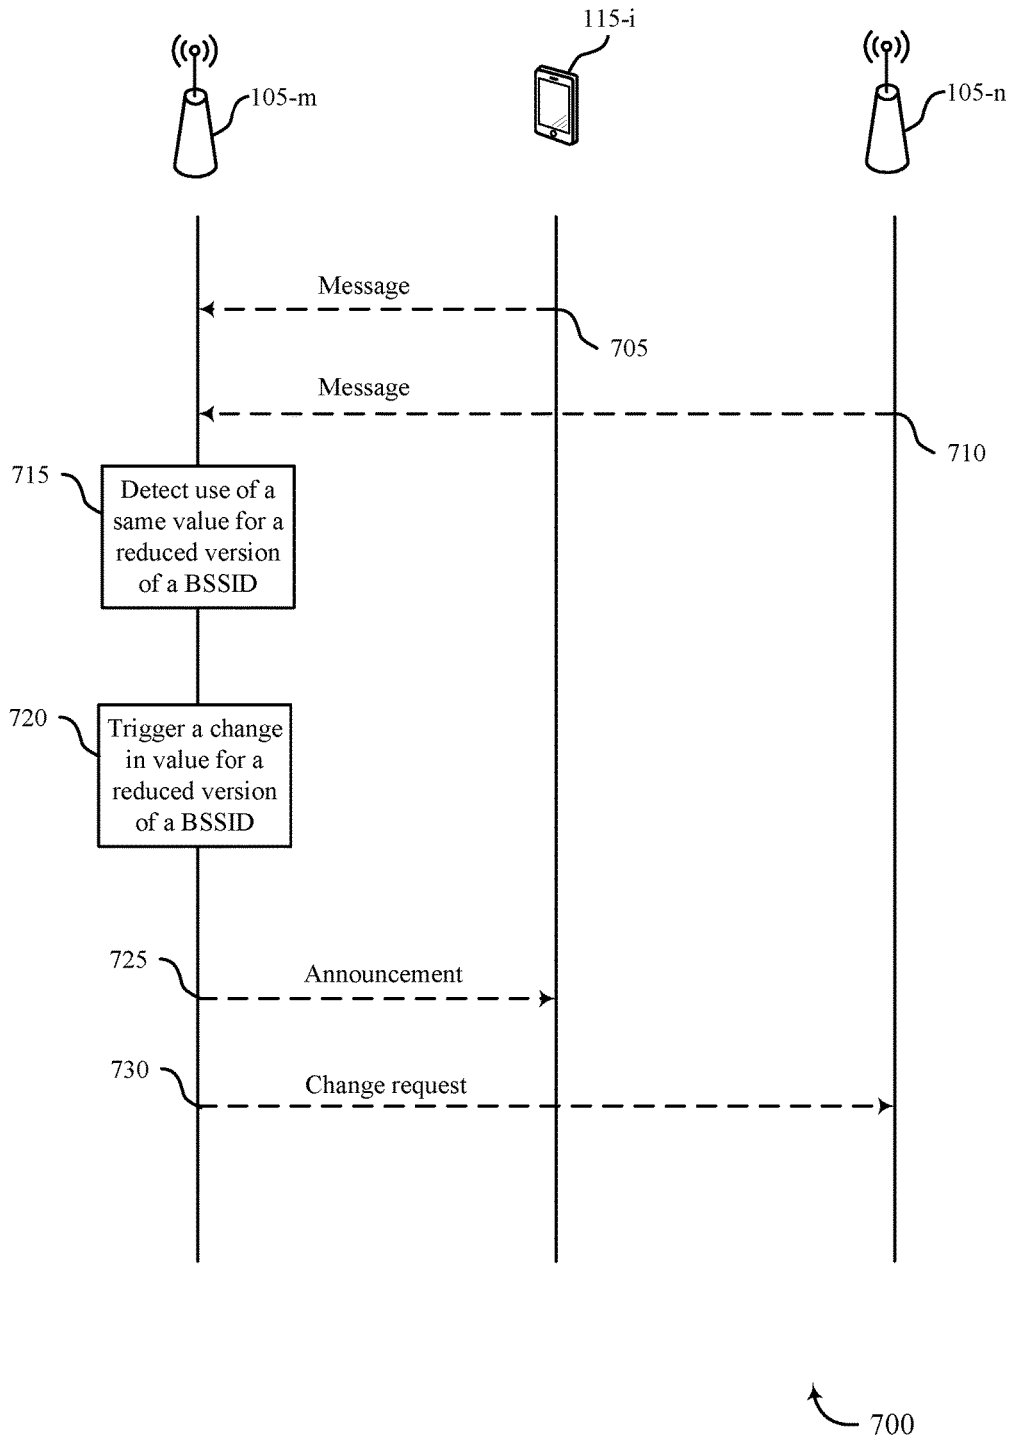 115-i
105-m
105-n
Message
705
Message
710
715
Detect use of a
same value for a
reduced version
of a BSSID
720
Trigger a change
in value for a
reduced version
of a BSSID
725
Announcement
730
Change request
700